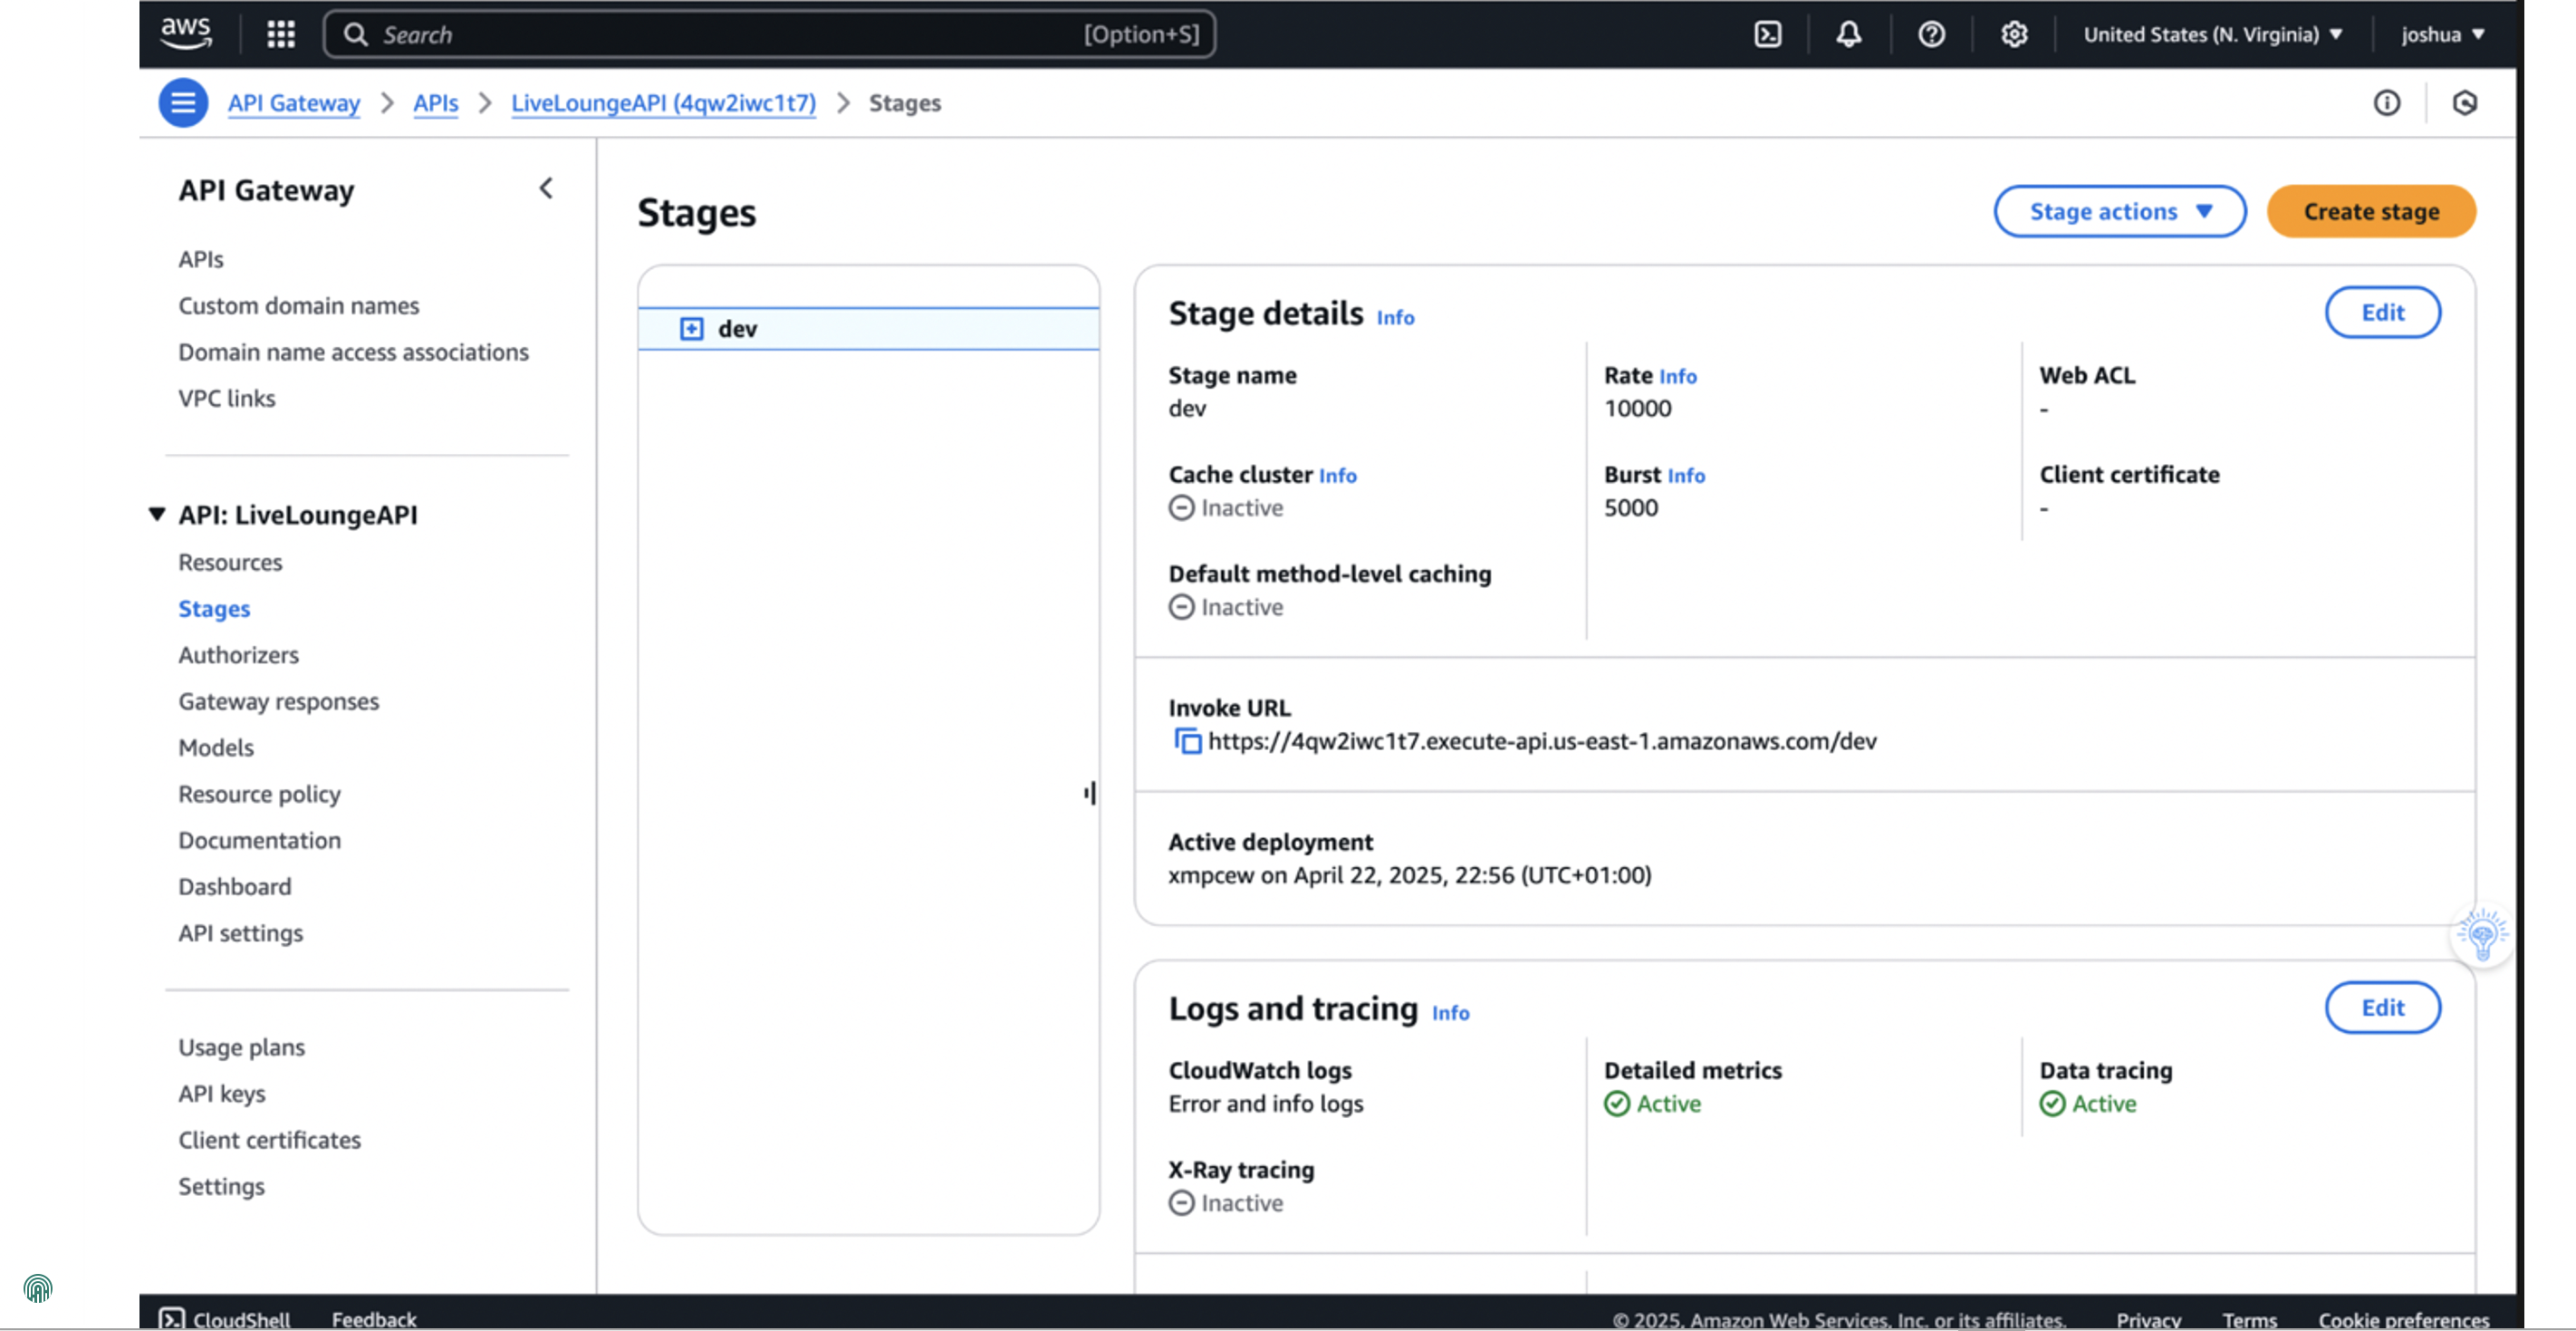 aws
Search [Option+S]
United States (N. Virginia)
joshua
API Gateway
APIs
LiveLoungeAPI (4qw2iwc1t7)
Stages
API Gateway
APIs
Custom domain names
Domain name access associations
VPC links
API: LiveLoungeAPI
Resources
Stages
Authorizers
Gateway responses
Models
Resource policy
Documentation
Dashboard
API settings
Usage plans
API keys
Client certificates
Settings
Stages
Stage actions
Create stage
dev
Stage details Info
Edit
Stage name
dev
Rate Info
10000
Web ACL
-
Cache cluster Info
Inactive
Burst Info
5000
Client certificate
-
Default method-level caching
Inactive
Invoke URL
https://4qw2iwc1t7.execute-api.us-east-1.amazonaws.com/dev
Active deployment
xmpcew on April 22, 2025, 22:56 (UTC+01:00)
Logs and tracing Info
Edit
CloudWatch logs
Error and info logs
Detailed metrics
Active
Data tracing
Active
X-Ray tracing
Inactive
CloudShell
Feedback
© 2025, Amazon Web Services, Inc. or its affiliates.
Privacy
Terms
Cookie preferences